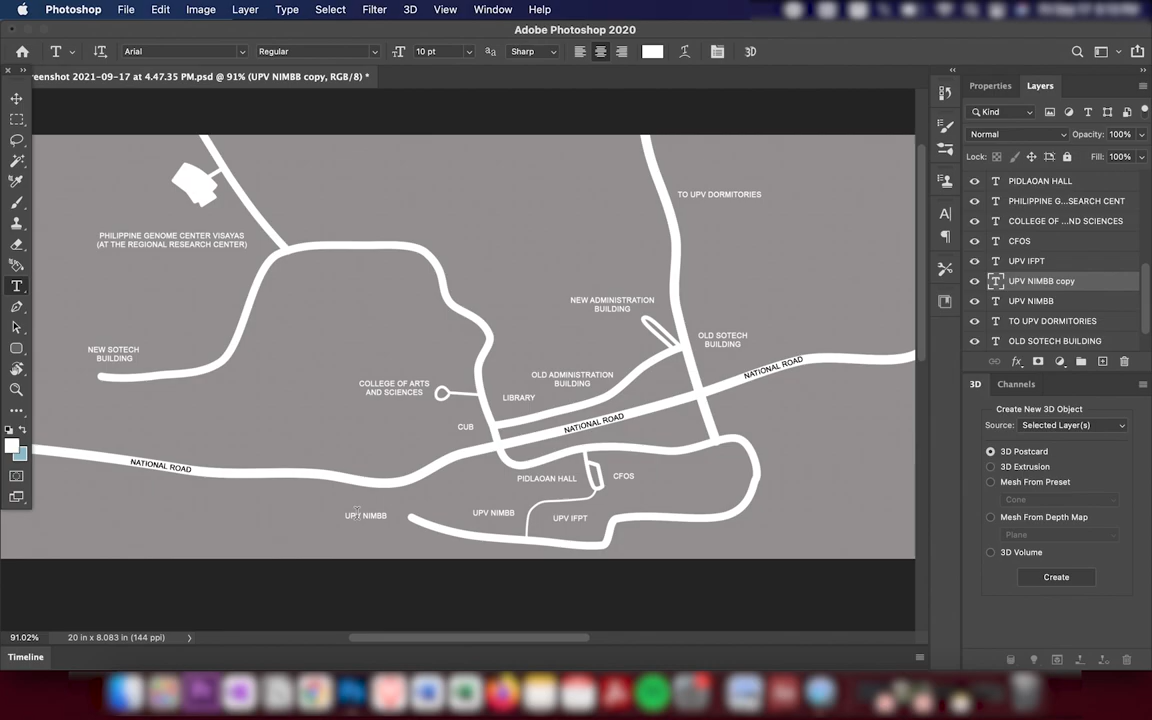 Photoshop File Edit Image Layer Type Select Filter 3D View Window Help
Adobe Photoshop 2020
Arial Regular 10 pt Sharp 3D
eenshot 2021-09-17 at 4.47.35 PM.psd @ 91% (UPV NIMBB copy, RGB/8) *
TO UPV DORMITORIES
PHILIPPINE GENOME CENTER VISAYAS
(AT THE REGIONAL RESEARCH CENTER)
NEW ADMINISTRATION
BUILDING
OLD SOTECH
BUILDING
NEW SOTECH
BUILDING
NATIONAL ROAD
OLD ADMINISTRATION
BUILDING
COLLEGE OF ARTS
AND SCIENCES
LIBRARY
NATIONAL ROAD
CUB
NATIONAL ROAD
PIDLAOAN HALL
CFOS
UPV NIMBB
UPV NIMBB
UPV IFPT
91.02% 20 in x 8.083 in (144 ppi)
Timeline
Properties Layers
Kind
Normal Opacity: 100%
Lock: Fill: 100%
PIDLAOAN HALL
PHILIPPINE G...SEARCH CENT
COLLEGE OF ...ND SCIENCES
CFOS
UPV IFPT
UPV NIMBB copy
UPV NIMBB
TO UPV DORMITORIES
OLD SOTECH BUILDING
3D Channels
Create New 3D Object
Source: Selected Layer(s)
3D Postcard
3D Extrusion
Mesh From Preset
Cone
Mesh From Depth Map
Plane
3D Volume
Create